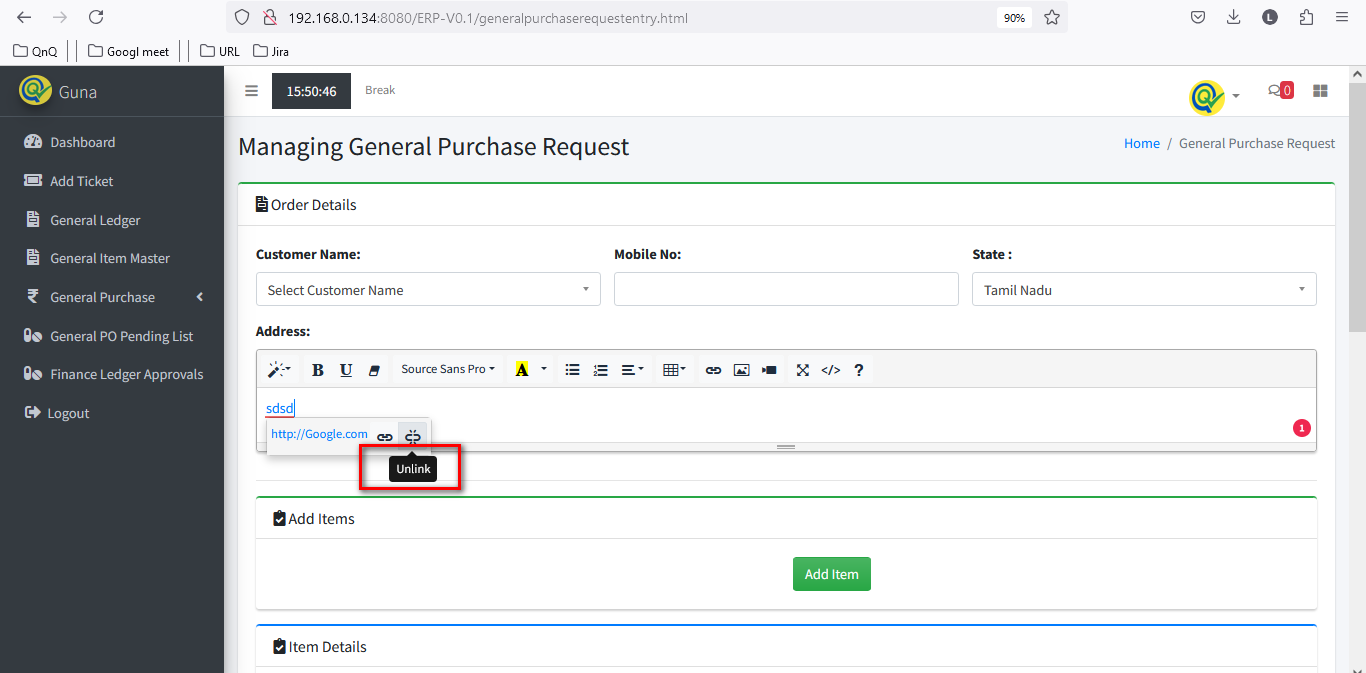 192.168.0.134:8080/ERP-V0.1/generalpurchaserequestentry.html
90%
L
QnQ
Googl meet
URL
Jira
Guna
15:50:46
Break
0
Dashboard
Add Ticket
General Ledger
General Item Master
General Purchase
General PO Pending List
Finance Ledger Approvals
Logout
Managing General Purchase Request
Home / General Purchase Request
Order Details
Customer Name:
Mobile No:
State :
Select Customer Name
Tamil Nadu
Address:
B U Source Sans Pro A </> ?
sdsd
http://Google.com
1
Unlink
Add Items
Add Item
Item Details